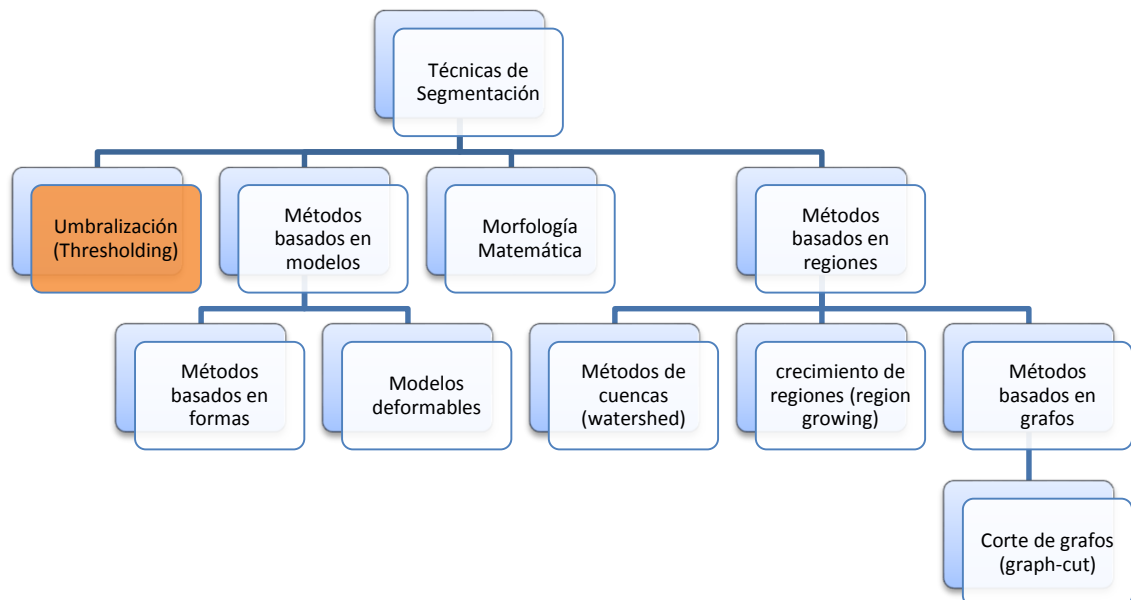 Técnicas de
Segmentación
Umbralización
(Thresholding)
Métodos
basados en
modelos
Morfología
Matemática
Métodos
basados en
regiones
Métodos
basados en
formas
Modelos
deformables
Métodos de
cuencas
(watershed)
crecimiento de
regiones (region
growing)
Métodos
basados en
grafos
Corte de grafos
(graph-cut)